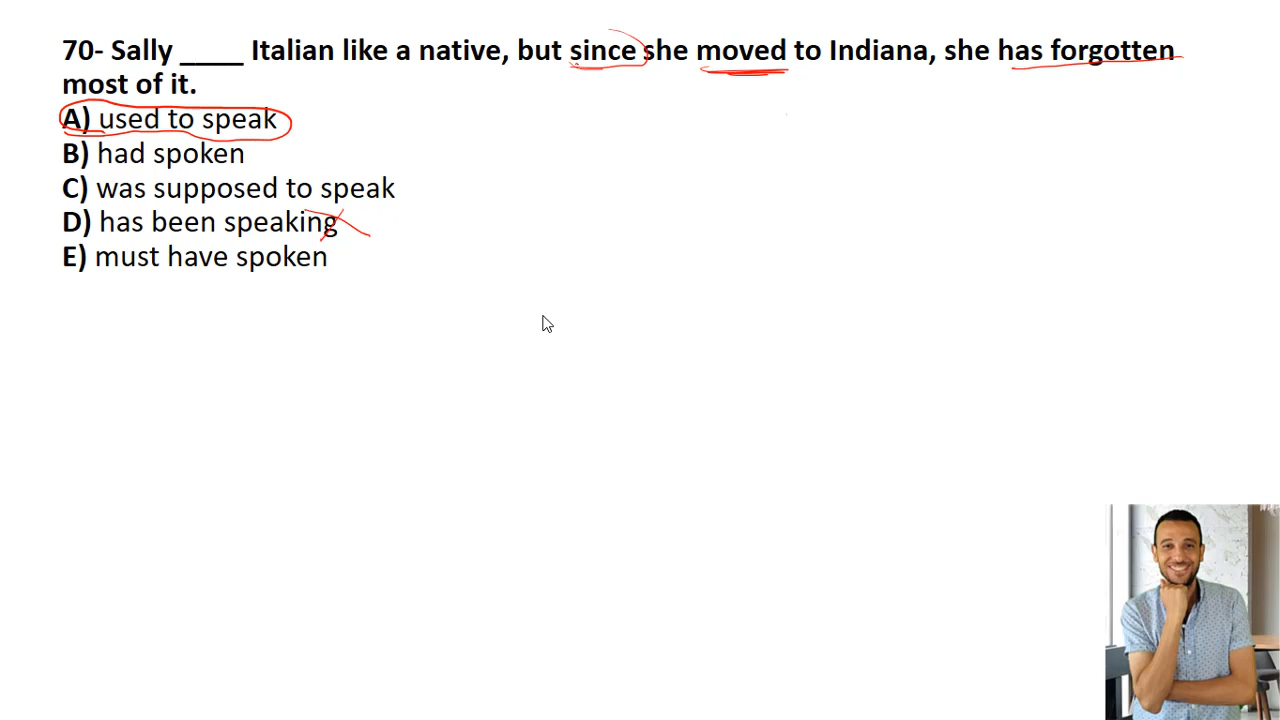 70- Sally ____ Italian like a native, but since she moved to Indiana, she has forgotten
most of it.
A) used to speak
B) had spoken
C) was supposed to speak
D) has been speaking
E) must have spoken